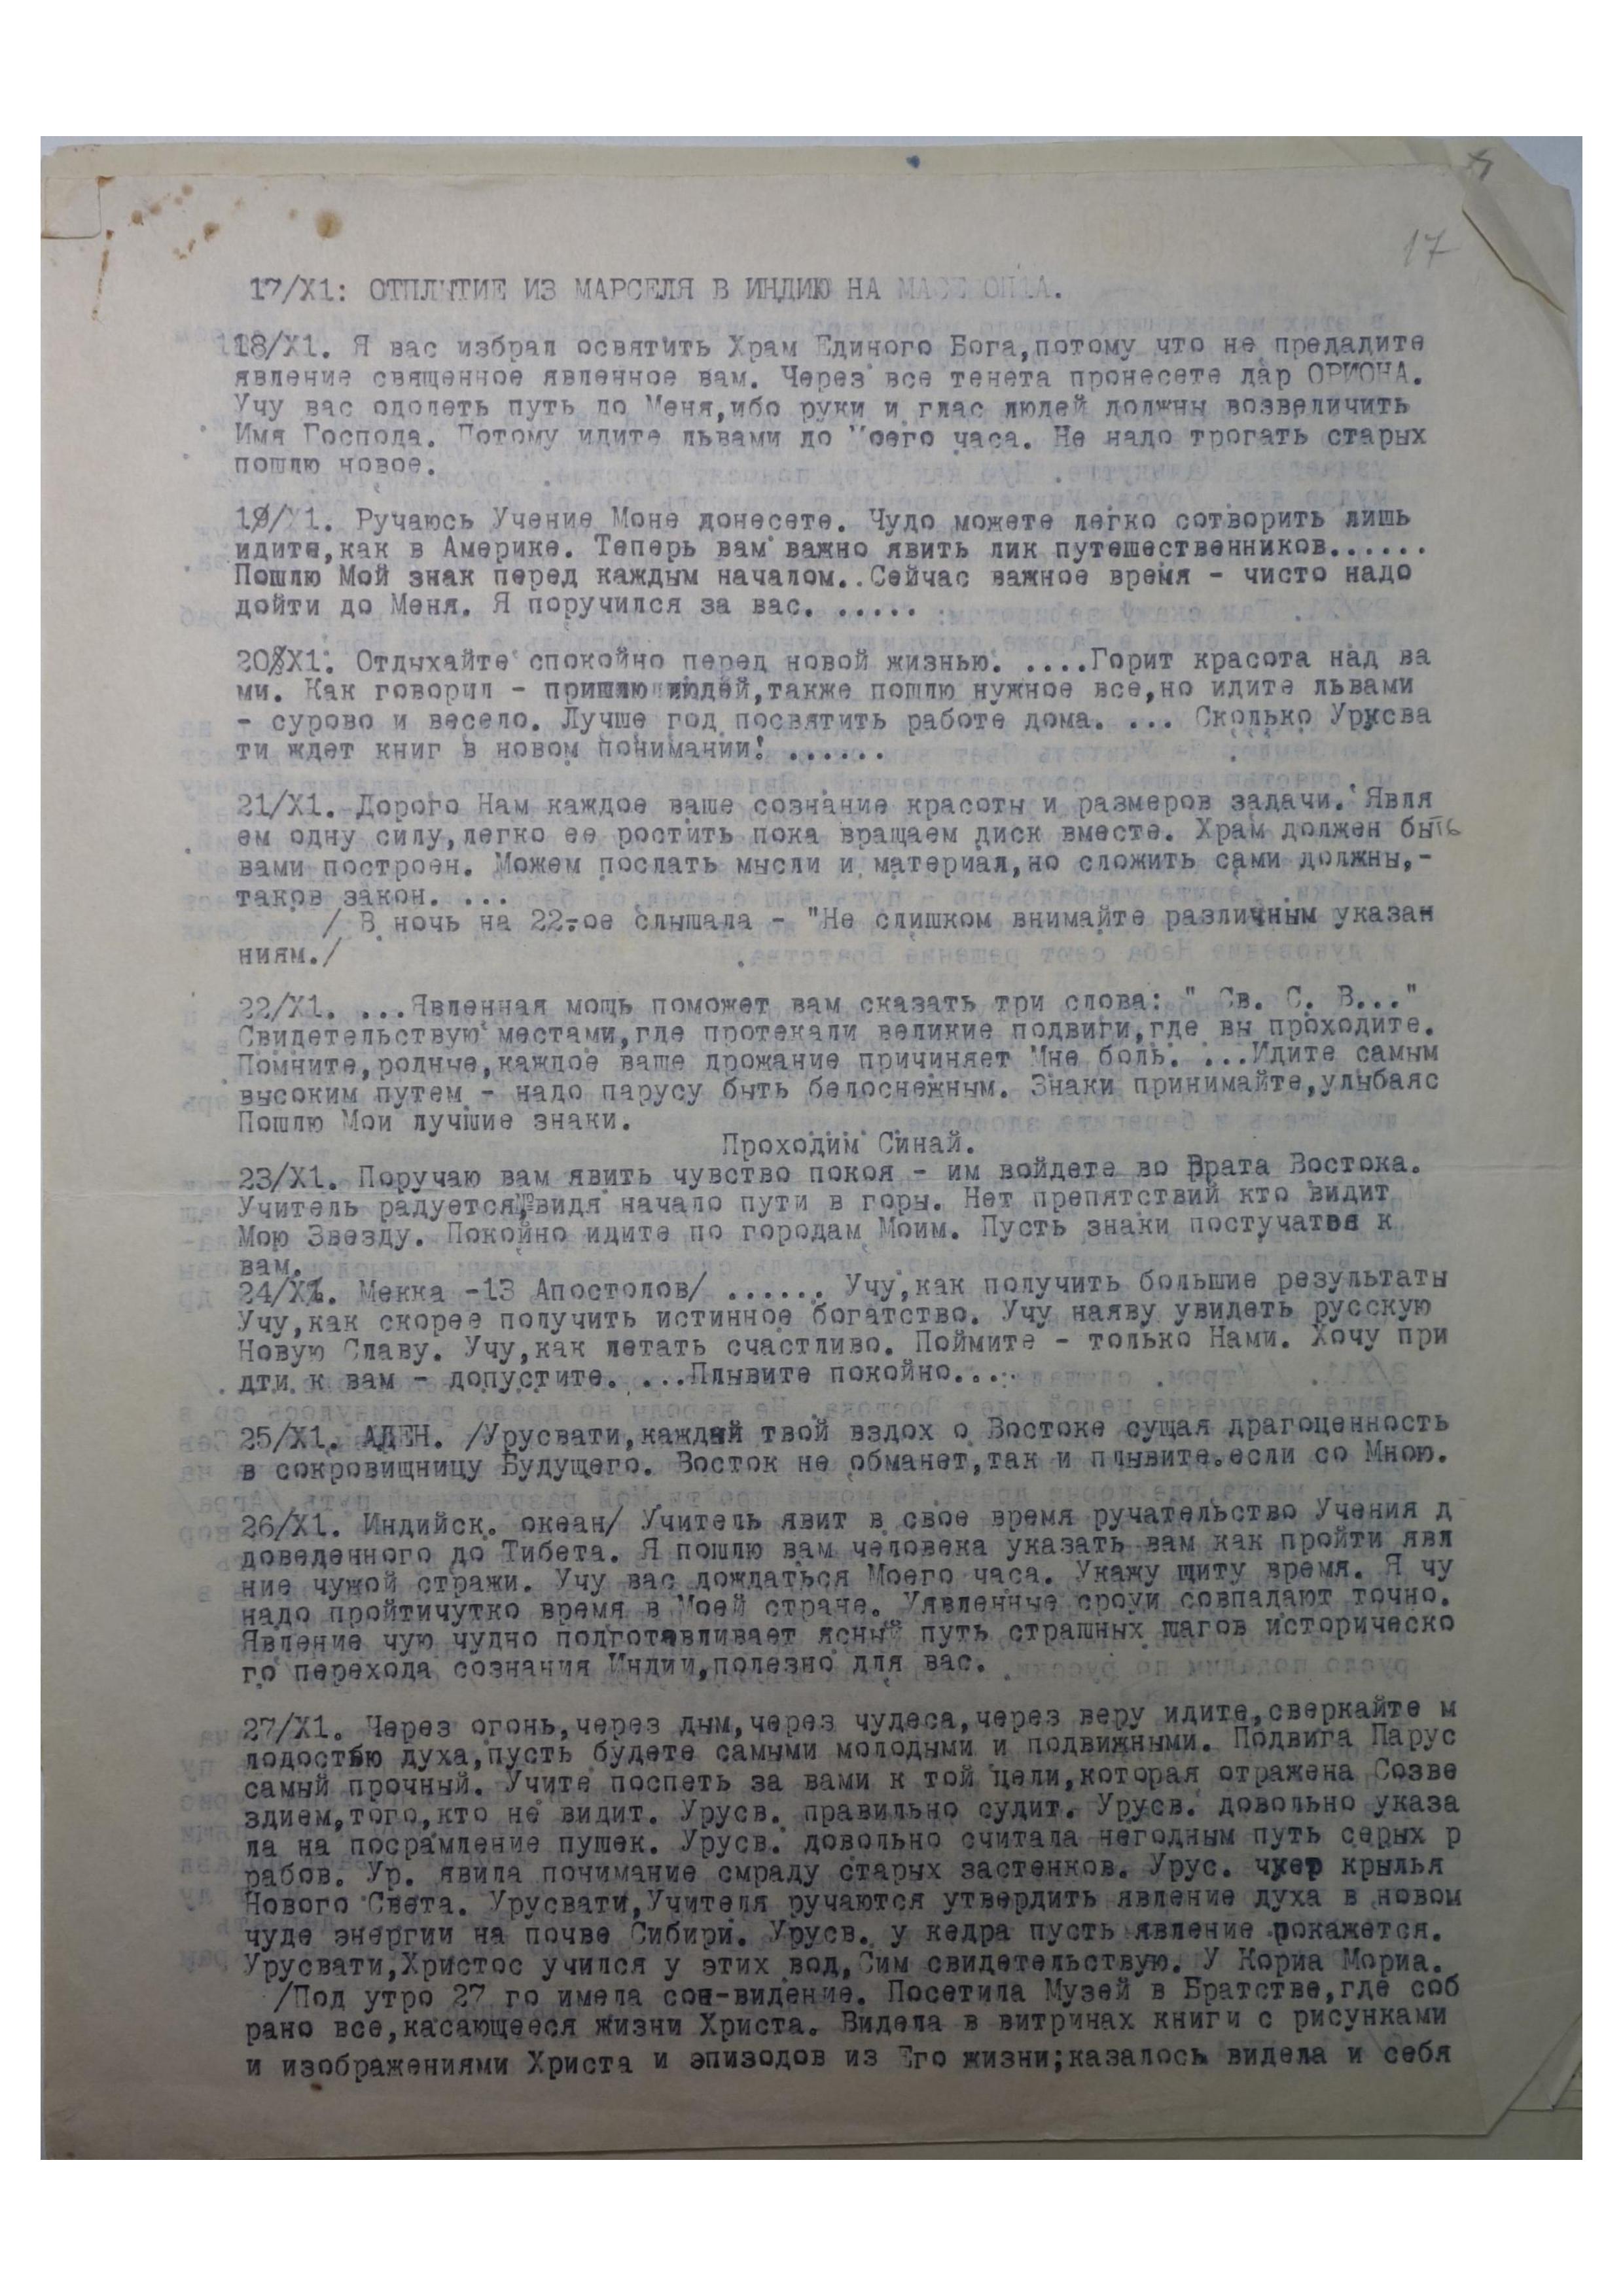 17
17/X1: ОТПЛЫТИЕ ИЗ МАРСЕЛЯ В ИНДИЮ НА
18/X1. Я вас избрал освятить Храм Единого Бога,потому что не предадите
явление священное явленное вам. Через все тенета пронесете дар ОРИОНА.
Учу вас одолеть путь до Меня,ибо руки и глас людей должны возвеличить
Имя Господа. Потому идите львами до Моего часа. Не надо трогать старых
пошлю новое.
19/X1. Ручаюсь Учение Моне донесете. Чудо можете легко сотворить лишь
идите,как в Америке. Теперь вам важно явить лик путешественников......
Пошлю Мой знак перед каждым началом..Сейчас важное время - чисто надо
дойти до Меня. Я поручился за вас. .....
20/X1. Отдыхайте спокойно перед новой жизнью. ....Горит красота над ва
ми. Как говорил - пришлю людей,также пошлю нужное все,но идите львами
- сурово и весело. Лучше год посвятить работе дома. ... Сколько Урусва
ти ждет книг в новом понимании! ......
21/X1. Дорого Нам каждое ваше сознание красоты и размеров задачи. Явля
ем одну силу,легко ее ростить пока вращаем диск вместе. Храм должен быть
вами построен. Можем послать мысли и материал,но сложить сами должны,-
таков закон. ...
/ В ночь на 22-ое слышала - "Не слишком внимайте различным указан
ниям./
22/X1. ...Явленная мощь поможет вам сказать три слова: " Св. С. В..."
Свидетельствую местами,где протекали великие подвиги,где вы проходите.
Помните,родные,каждое ваше дрожание причиняет Мне боль. ...Идите самым
высоким путем - надо парусу быть белоснежным. Знаки принимайте,улыбаяс
Пошлю Мои лучшие знаки.
Проходим Синай.
23/X1. Поручаю вам явить чувство покоя - им войдете во Врата Востока.
Учитель радуется,видя начало пути в горы. Нет препятствий кто видит
Мою Звезду. Покойно идите по городам Моим. Пусть знаки постучатся к
вам.
24/X1. Мекка -13 Апостолов/ ...... Учу,как получить большие результаты
Учу,как скорее получить истинное богатство. Учу наяву увидеть русскую
Новую Славу. Учу,как летать счастливо. Поймите - только Нами. Хочу при
дти к вам - допустите. ...Плывите покойно....
25/X1. АДЕН. /Урусвати,каждый твой вздох о Востоке сущая драгоценность
в сокровищницу Будущего. Восток не обманет,так и плывите.если со Мною.
26/X1. Индийск. океан/ Учитель явит в свое время ручательство Учения д
доведенного до Тибета. Я пошлю вам человека указать вам как пройти явл
ние чужой стражи. Учу вас дождаться Моего часа. Укажу щиту время. Я чу
надо пройтичутко время в Моей стране. Уявленные сроуи совпадают точно.
Явление чую чудно подготавливает ясный путь страшных шагов историческо
го перехода сознания Индии,полезно для вас.
27/X1. Через огонь,через дым,через чудеса,через веру идите,сверкайте м
лодостью духа,пусть будете самыми молодыми и подвижными. Подвига Парус
самый прочный. Учите поспеть за вами к той цели,которая отражена Созве
здием,того,кто не видит. Урусв. правильно судит. Урусв. довольно указа
ла на посрамление пушек. Урусв. довольно считала негодным путь серых р
рабов. Ур. явила понимание смраду старых застенков. Урус. чует крылья
Нового Света. Урусвати,Учителя ручаются утвердить явление духа в новом
чуде энергии на почве Сибири. Урусв. у кедра пусть явление покажется.
Урусвати,Христос учился у этих вод,Сим свидетельствую. У Кориа Мориа.
/Под утро 27 го имела сон-видение. Посетила Музей в Братстве,где соб
рано все,касающееся жизни Христа. Видела в витринах книги с рисунками
и изображениями Христа и эпизодов из Его жизни;казалось видела и себя